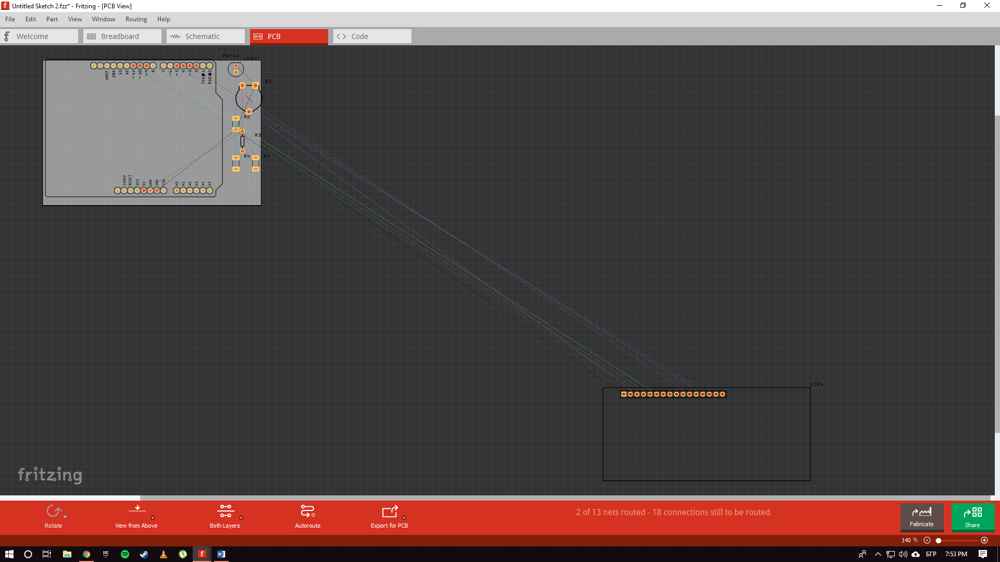 Untitled Sketch 2.fzz* - Fritzing - [PCB View]
File Edit Part View Window Routing Help
Welcome Breadboard Schematic PCB Code
Part1
LED1
AREF GND 13 12 ~11 ~10 ~9 8 7 ~6 ~5 4 ~3 2 TX0 1 RX0 0
R1
R2
R3
R4 R5
IOREF RESET 3V3 5V GND GND VIN A0 A1 A2 A3 A4 A5
LCD1
fritzing
Rotate View from Above Both Layers Autoroute Export for PCB
2 of 13 nets routed - 18 connections still to be routed
Fabricate Share
140 %
EPIC
БГР 7:53 PM